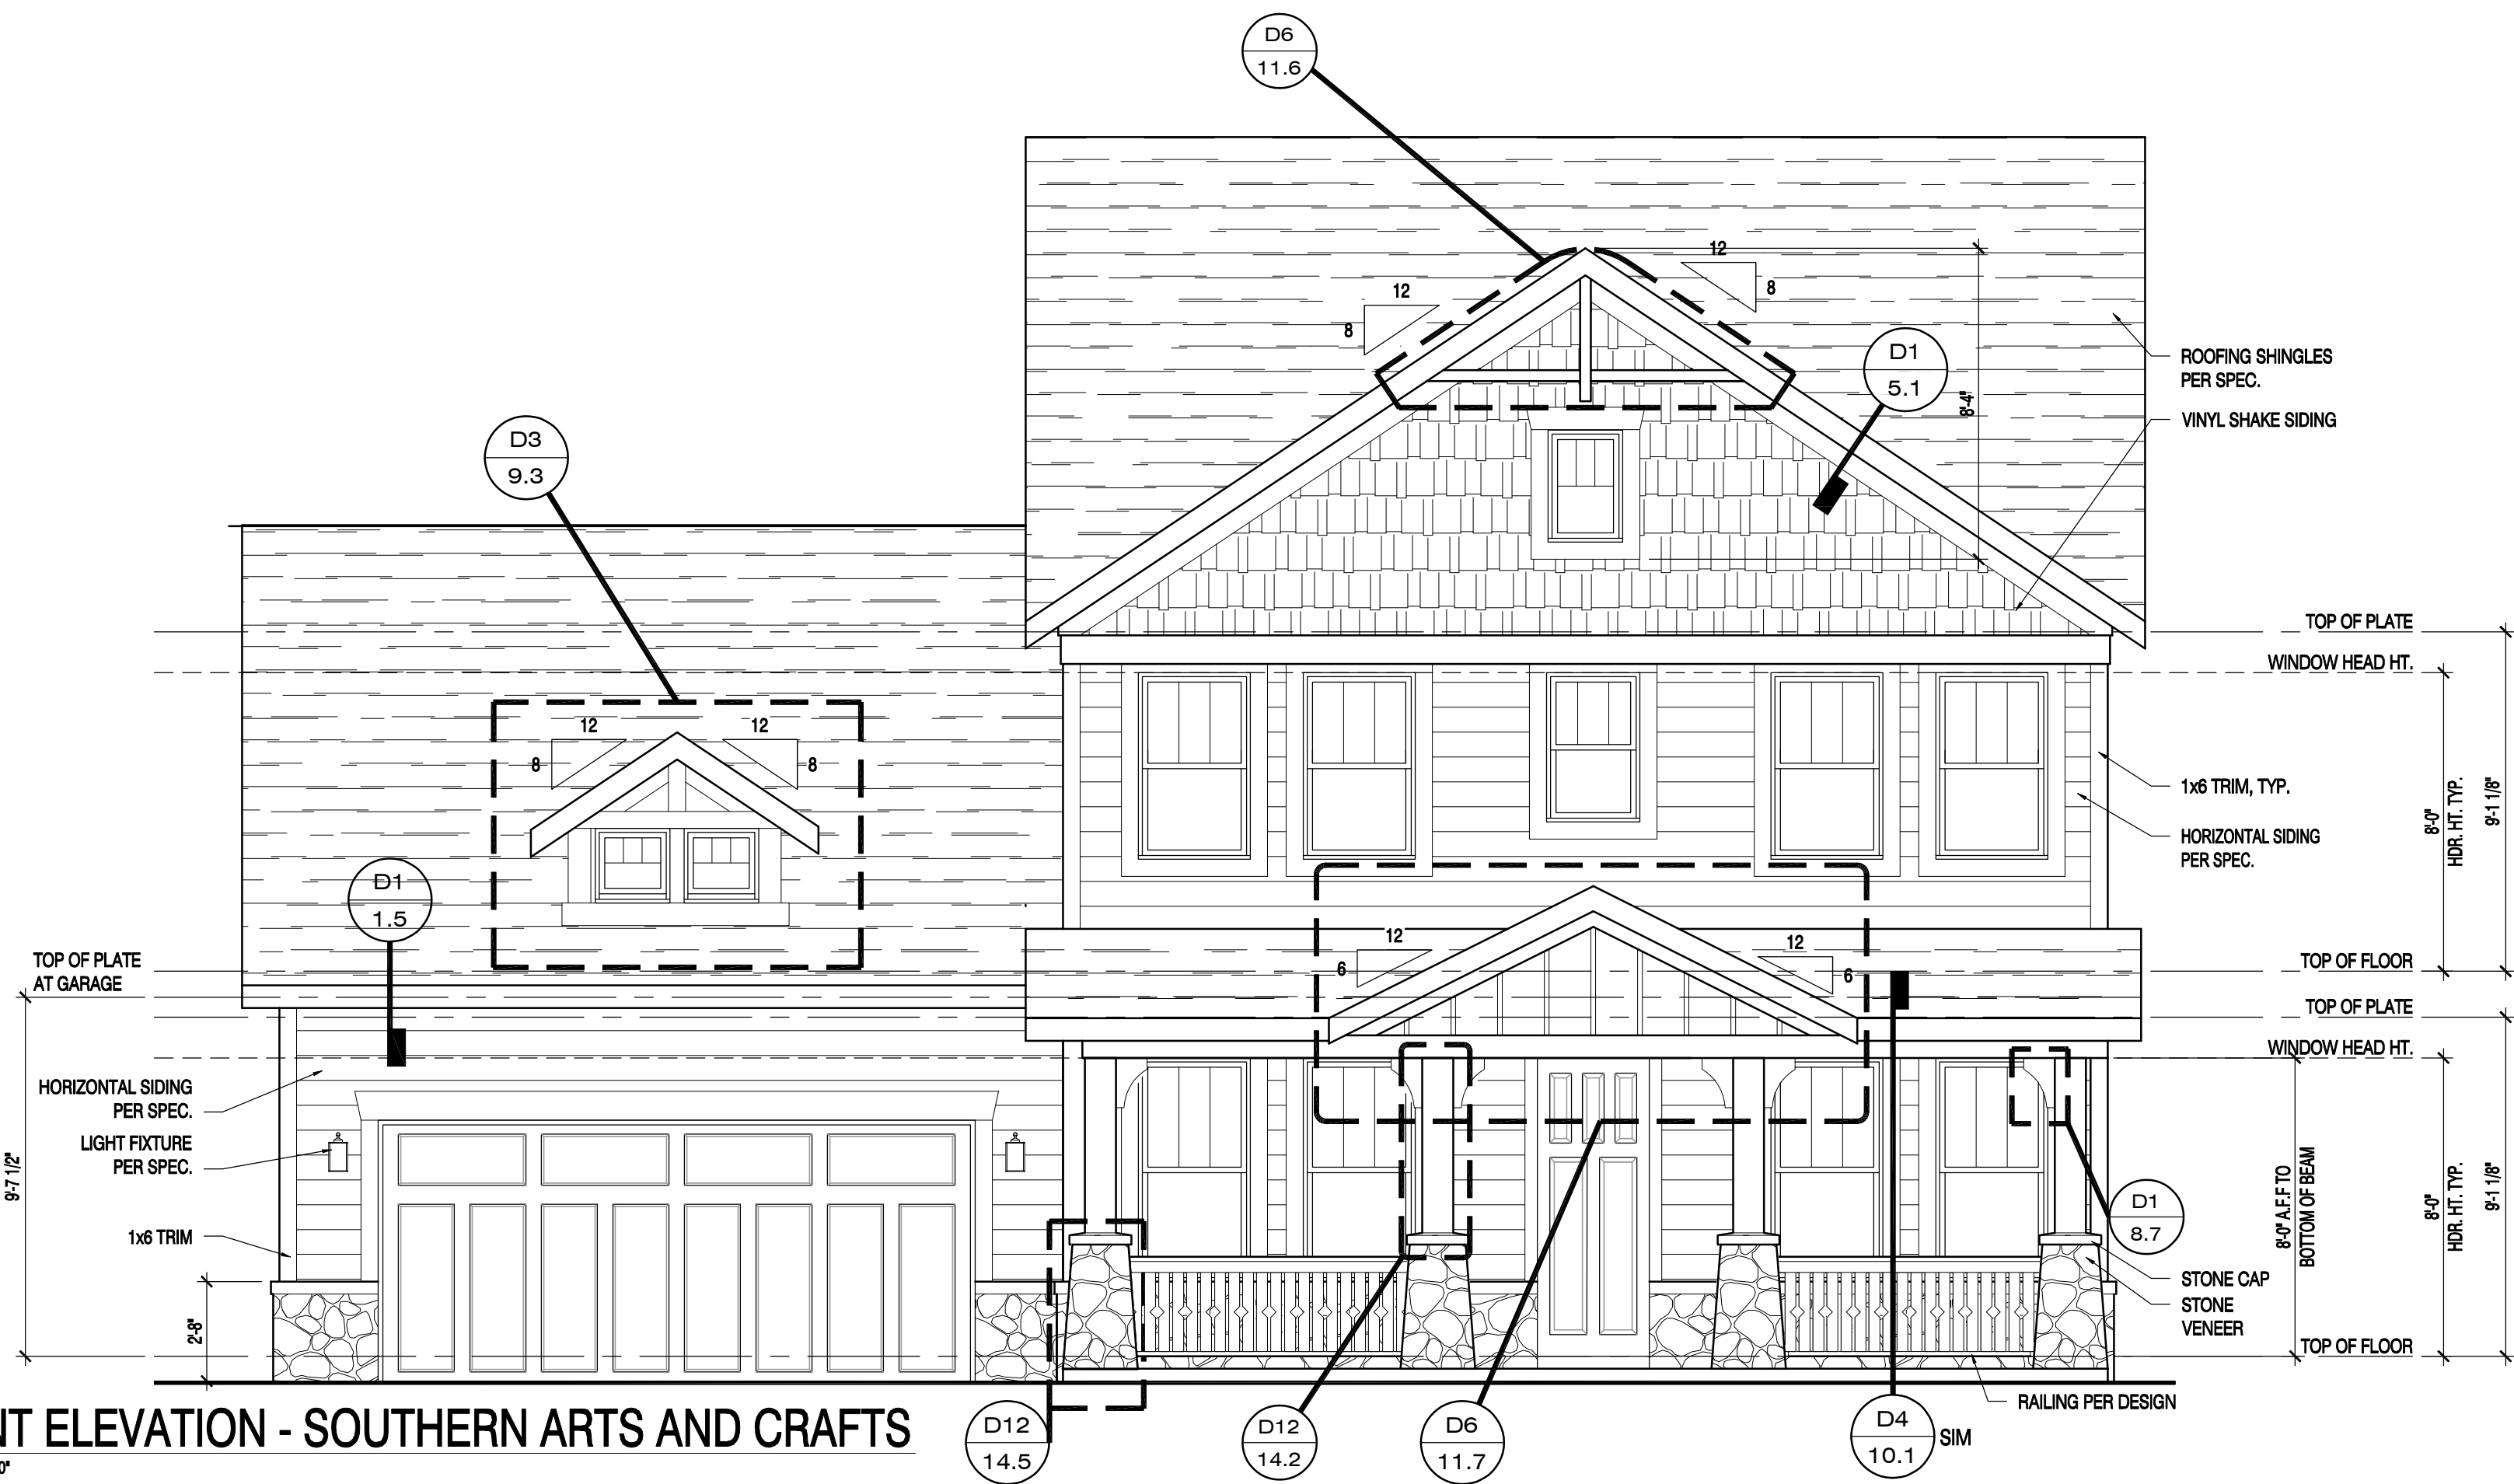 D6
11.6
12
8
12
8
D1
5.1
8'-4"
ROOFING SHINGLES
PER SPEC.
VINYL SHAKE SIDING
D3
9.3
TOP OF PLATE
WINDOW HEAD HT.
12
8
12
8
1x6 TRIM, TYP.
HORIZONTAL SIDING
PER SPEC.
8'-0"
HDR. HT. TYP.
9'-1 1/8"
D1
1.5
TOP OF PLATE
AT GARAGE
12
6
12
6
TOP OF FLOOR
TOP OF PLATE
WINDOW HEAD HT.
HORIZONTAL SIDING
PER SPEC.
LIGHT FIXTURE
PER SPEC.
9'-7 1/2"
1x6 TRIM
2'-8"
8'-0" A.F.F TO
BOTTOM OF BEAM
8'-0"
HDR. HT. TYP.
9'-1 1/8"
D1
8.7
STONE CAP
STONE
VENEER
TOP OF FLOOR
RAILING PER DESIGN
NT ELEVATION - SOUTHERN ARTS AND CRAFTS
0"
D12
14.5
D12
14.2
D6
11.7
D4
10.1
SIM